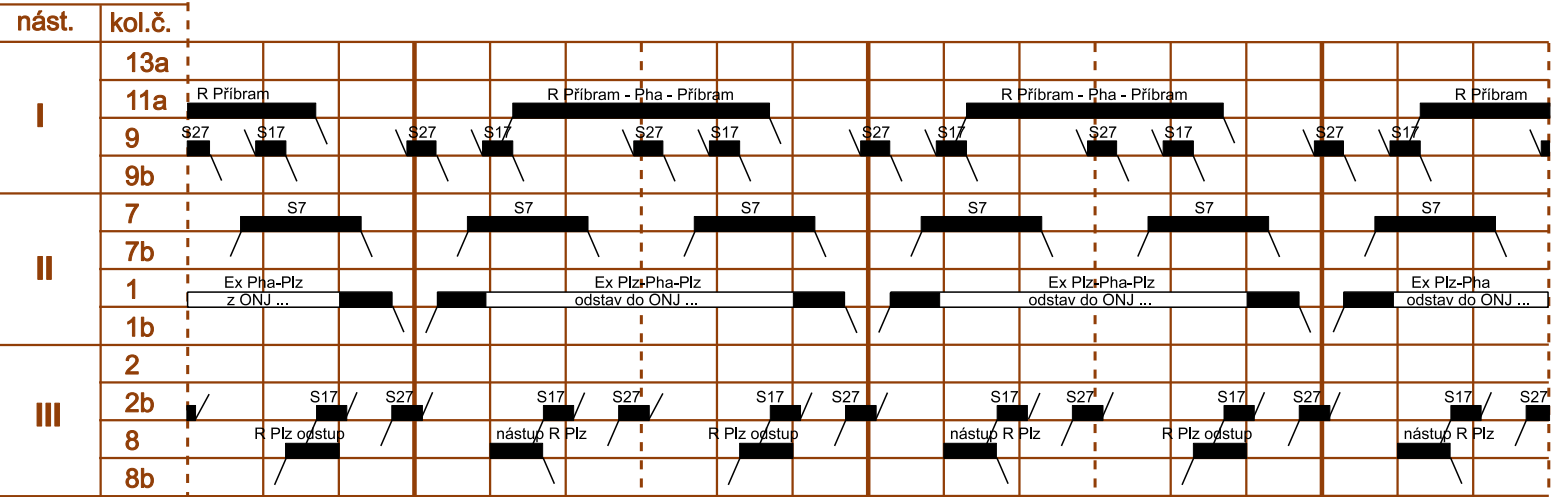 nást. kol.č.
13a
I
11a R Příbram R Příbram - Pha - Příbram R Příbram - Pha - Příbram R Příbram
9 S27 S17 S27 S17 S27 S17 S27 S17 S27 S17 S27 S17
9b
7 S7 S7 S7 S7 S7 S7
II
7b
1 Ex Pha-Plz Ex Plz-Pha-Plz Ex Plz-Pha-Plz Ex Plz-Pha
z ONJ ... odstav do ONJ ... odstav do ONJ ... odstav do ONJ ...
1b
2
2b S17 S27 S17 S27 S17 S27 S17 S27 S17 S27 S17 S27
III
8 R Plz odstup nástup R Plz R Plz odstup nástup R Plz R Plz odstup nástup R Plz
8b